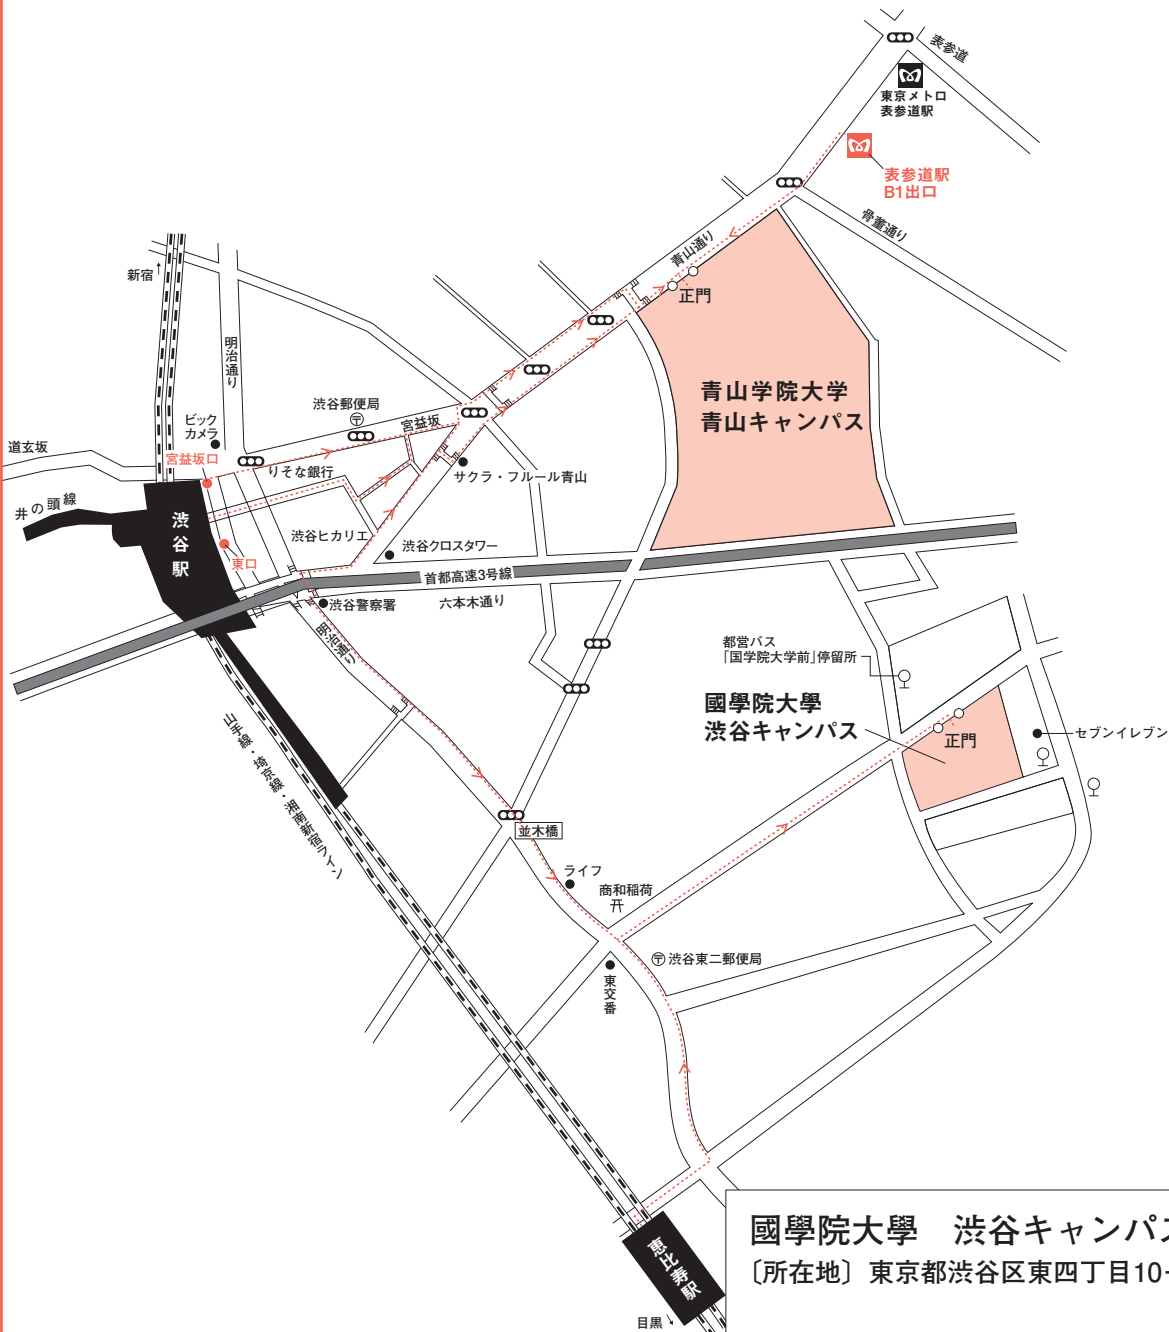 表参道
東京メトロ
表参道駅
表参道駅
B1出口
骨董通り
青山通り
正門
新宿
明治通り
青山学院大学
青山キャンパス
渋谷郵便局
宮益坂
ビック
カメラ
道玄坂
宮益坂口
りそな銀行
サクラ・フルール青山
井の頭線
渋谷駅
渋谷ヒカリエ
渋谷クロスタワー
東口
首都高速3号線
渋谷警察署
六本木通り
明治通り
都営バス
「国学院大学前」停留所
國學院大學
渋谷キャンパス
正門
セブンイレブン
山手線・埼京線・湘南新宿ライン
並木橋
ライフ
商和稲荷
渋谷東二郵便局
東交番
恵比寿駅
目黒
國學院大學　渋谷キャンパス
〔所在地〕東京都渋谷区東四丁目10-